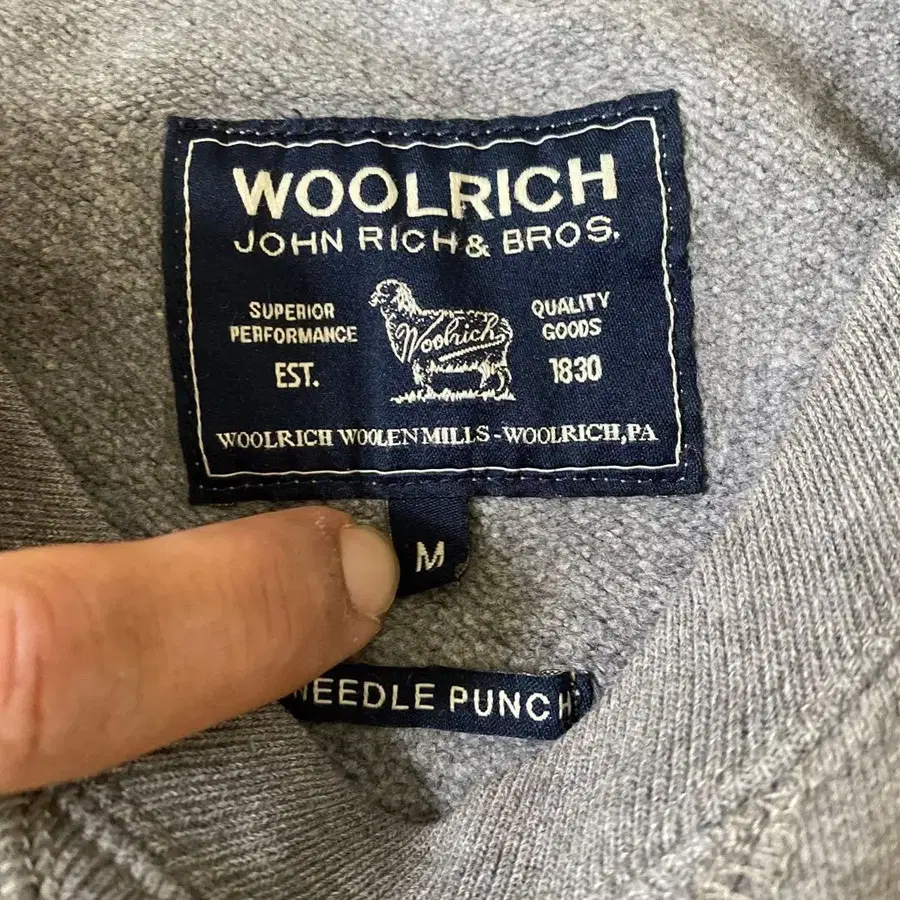 WOOLRICH
JOHN RICH & BROS.
SUPERIOR
PERFORMANCE
EST.
Woolrich
QUALITY
GOODS
1830
WOOLRICH WOOLEN MILLS - WOOLRICH, PA
M
NEEDLE PUNCH